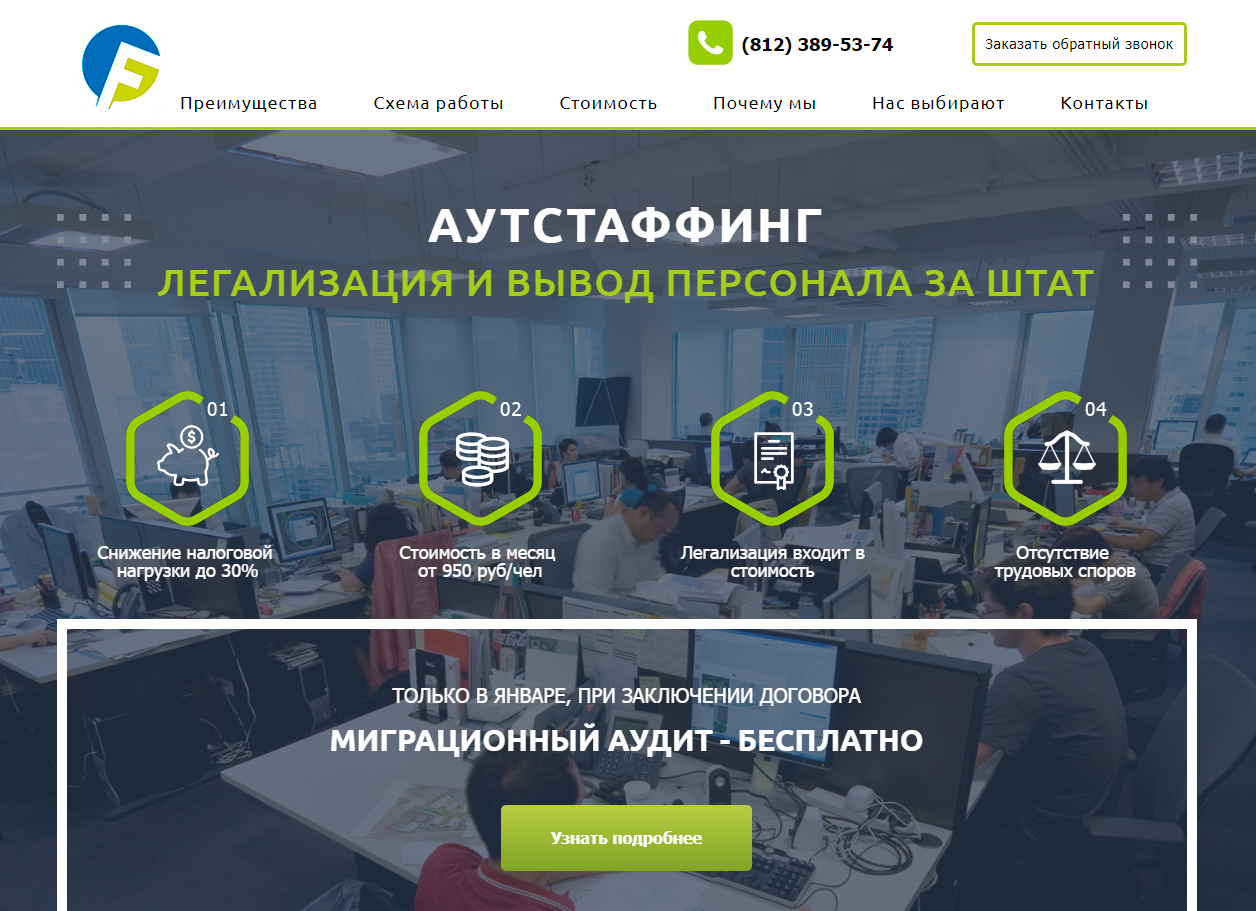 (812) 389-53-74
Заказать обратный звонок
Преимущества
Схема работы
Стоимость
Почему мы
Нас выбирают
Контакты
АУТСТАФФИНГ
ЛЕГАЛИЗАЦИЯ И ВЫВОД ПЕРСОНАЛА ЗА ШТАТ
01
Снижение налоговой
нагрузки до 30%
02
Стоимость в месяц
от 950 руб/чел
03
Легализация входит в
стоимость
04
Отсутствие
трудовых споров
ТОЛЬКО В ЯНВАРЕ, ПРИ ЗАКЛЮЧЕНИИ ДОГОВОРА
МИГРАЦИОННЫЙ АУДИТ - БЕСПЛАТНО
Узнать подробнее